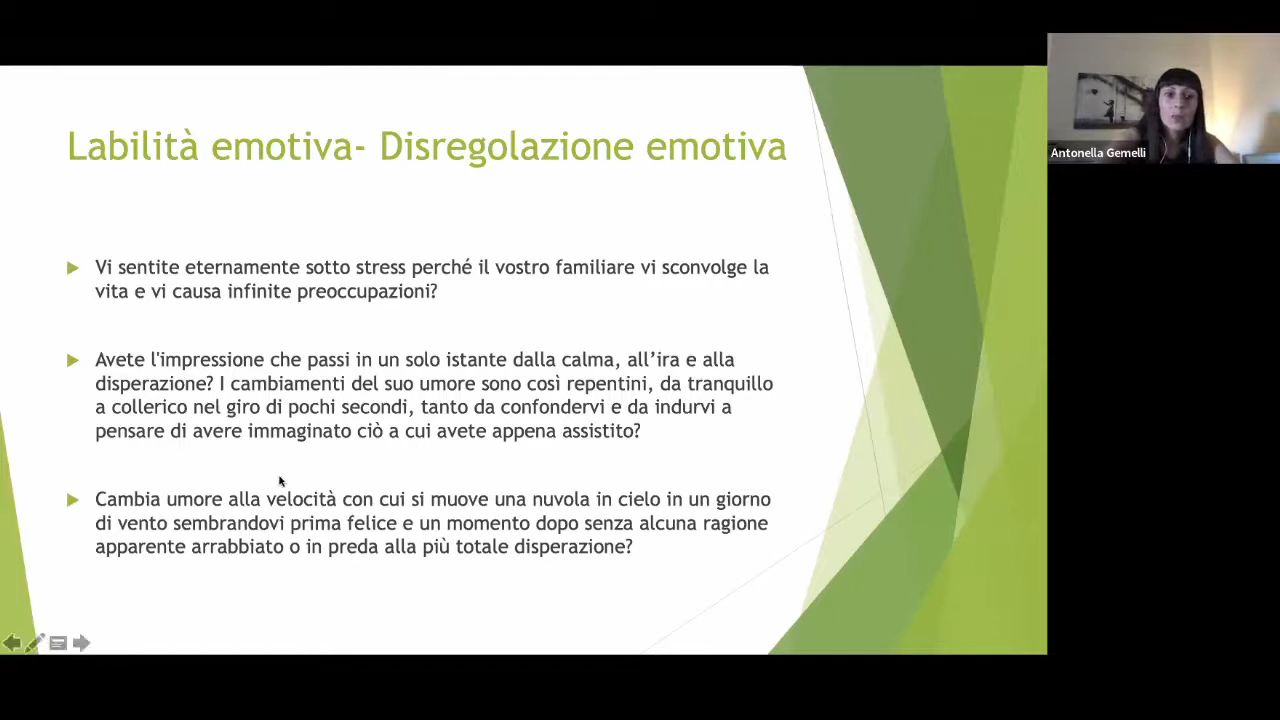 Labilità emotiva- Disregolazione emotiva
Vi sentite eternamente sotto stress perché il vostro familiare vi sconvolge la
vita e vi causa infinite preoccupazioni?
Avete l'impressione che passi in un solo istante dalla calma, all’ira e alla
disperazione? I cambiamenti del suo umore sono così repentini, da tranquillo
a collerico nel giro di pochi secondi, tanto da confondervi e da indurvi a
pensare di avere immaginato ciò a cui avete appena assistito?
Cambia umore alla velocità con cui si muove una nuvola in cielo in un giorno
di vento sembrandovi prima felice e un momento dopo senza alcuna ragione
apparente arrabbiato o in preda alla più totale disperazione?
Antonella Gemelli